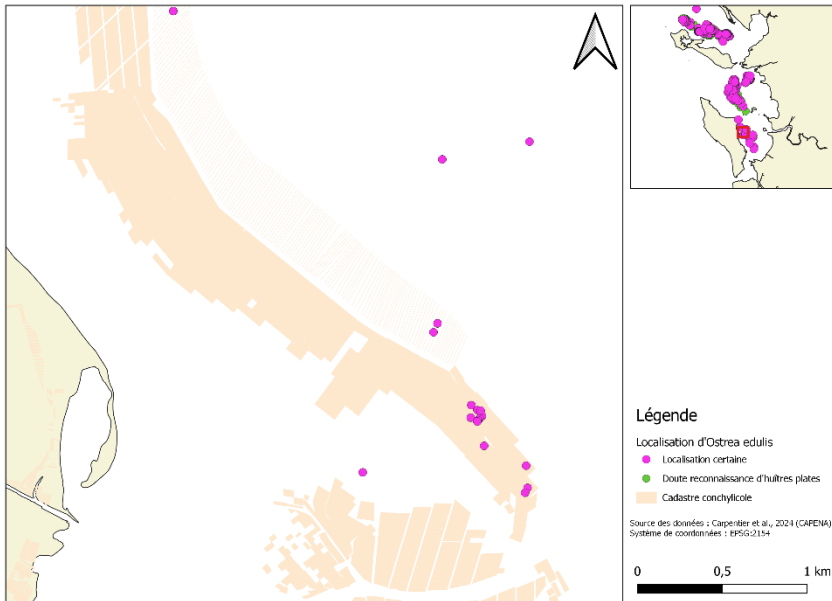 Légende
Localisation d'Ostrea edulis
Localisation certaine
Doute reconnaissance d'huîtres plates
Cadastre conchylicole
Source des données : Carpentier et al., 2024 (CAPENA)
Système de coordonnées : EPSG:2154
0 0,5 1 km